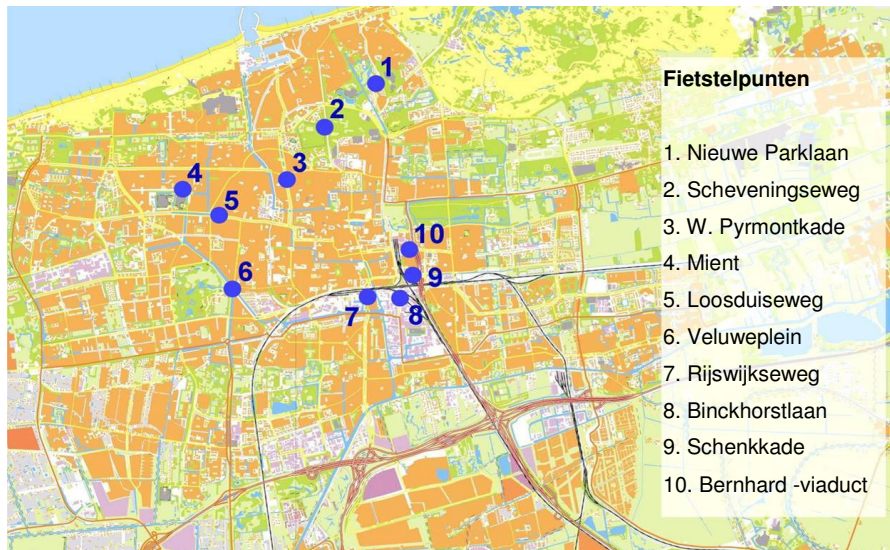 Fietstelpunten
1. Nieuwe Parklaan
2. Scheveningseweg
3. W. Pyrmontkade
4. Mient
5. Loosduiseweg
6. Veluweplein
7. Rijswijkseweg
8. Binckhorstlaan
9. Schenkkade
10. Bernhard -viaduct
1
2
3
4
5
10
9
6
7
8